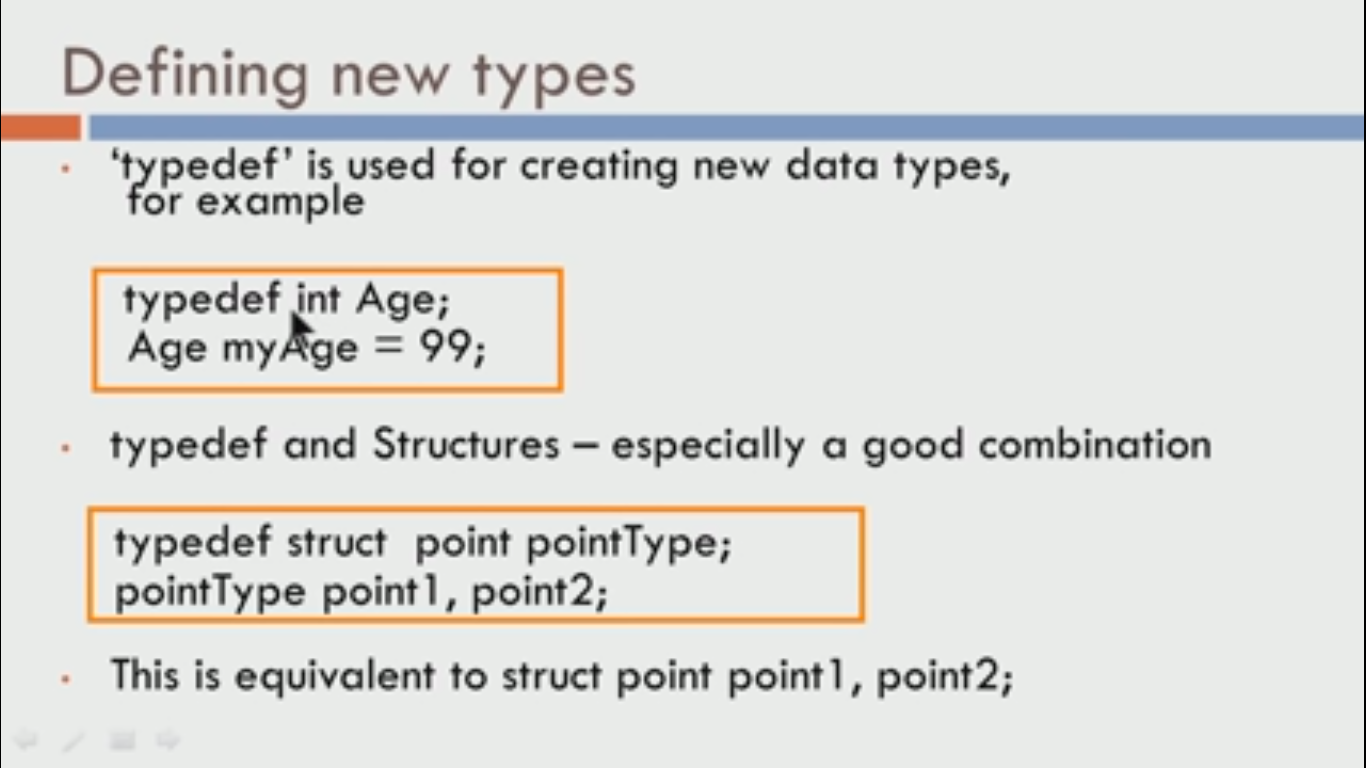 Defining new types
‘typedef’ is used for creating new data types,
for example
typedef int Age;
Age myAge = 99;
typedef and Structures – especially a good combination
typedef struct point pointType;
pointType point1, point2;
This is equivalent to struct point point1, point2;